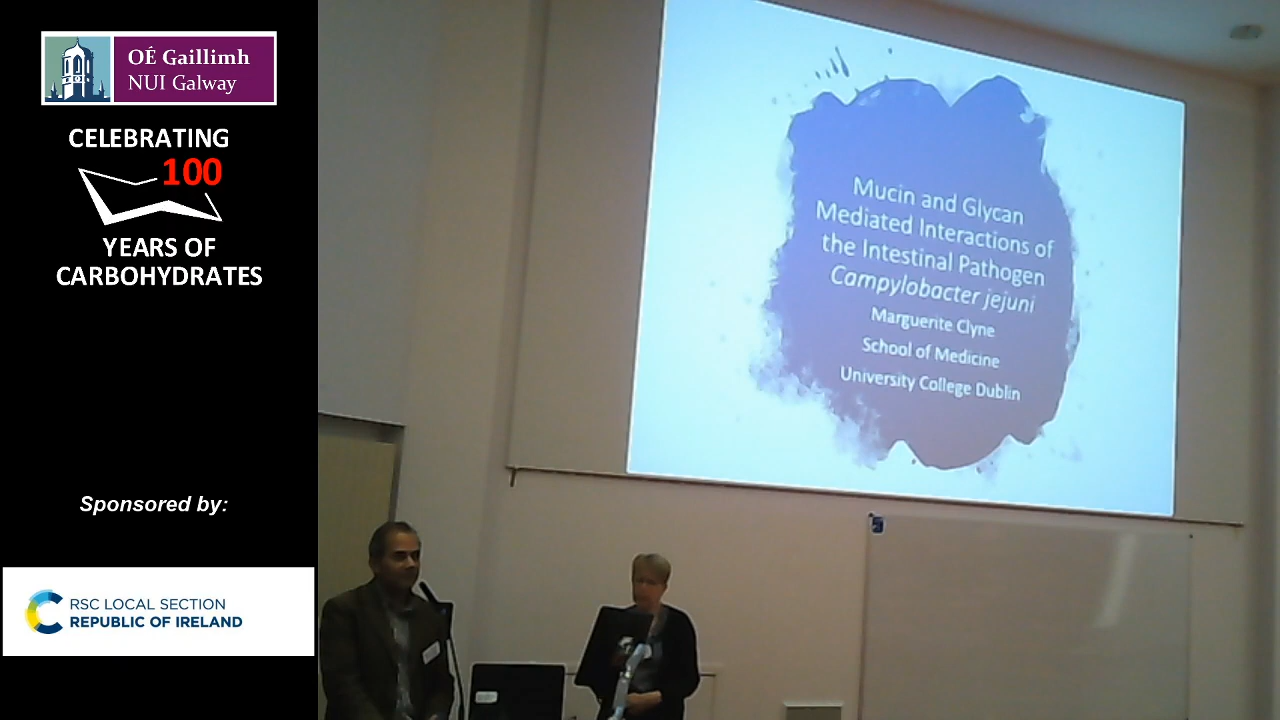 OÉ Gaillimh
NUI Galway
CELEBRATING
100
YEARS OF
CARBOHYDRATES
Sponsored by:
RSC LOCAL SECTION
REPUBLIC OF IRELAND
Mucin and Glycan
Mediated Interactions of
the Intestinal Pathogen
Campylobacter jejuni
Marguerite Clyne
School of Medicine
University College Dublin